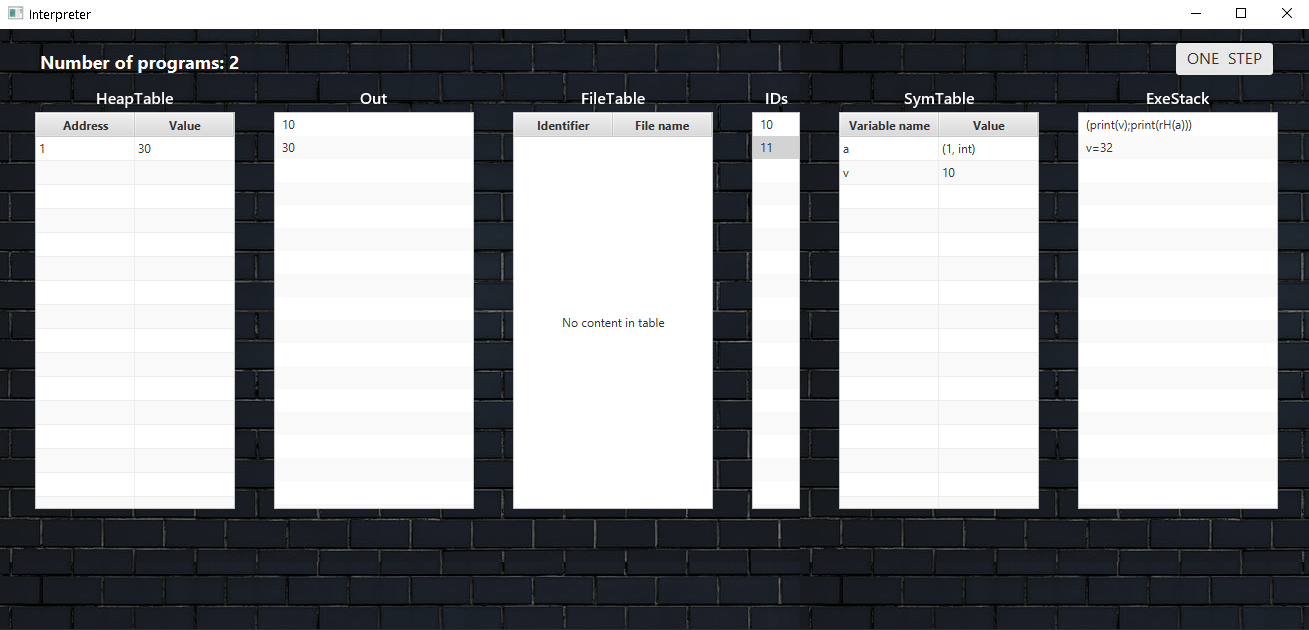 Interpreter
Number of programs: 2
ONE STEP
HeapTable
Out
FileTable
IDs
SymTable
ExeStack
Address Value
1 30
10
30
Identifier File name
No content in table
10
11
Variable name Value
a (1, int)
v 10
(print(v);print(rH(a)))
v=32